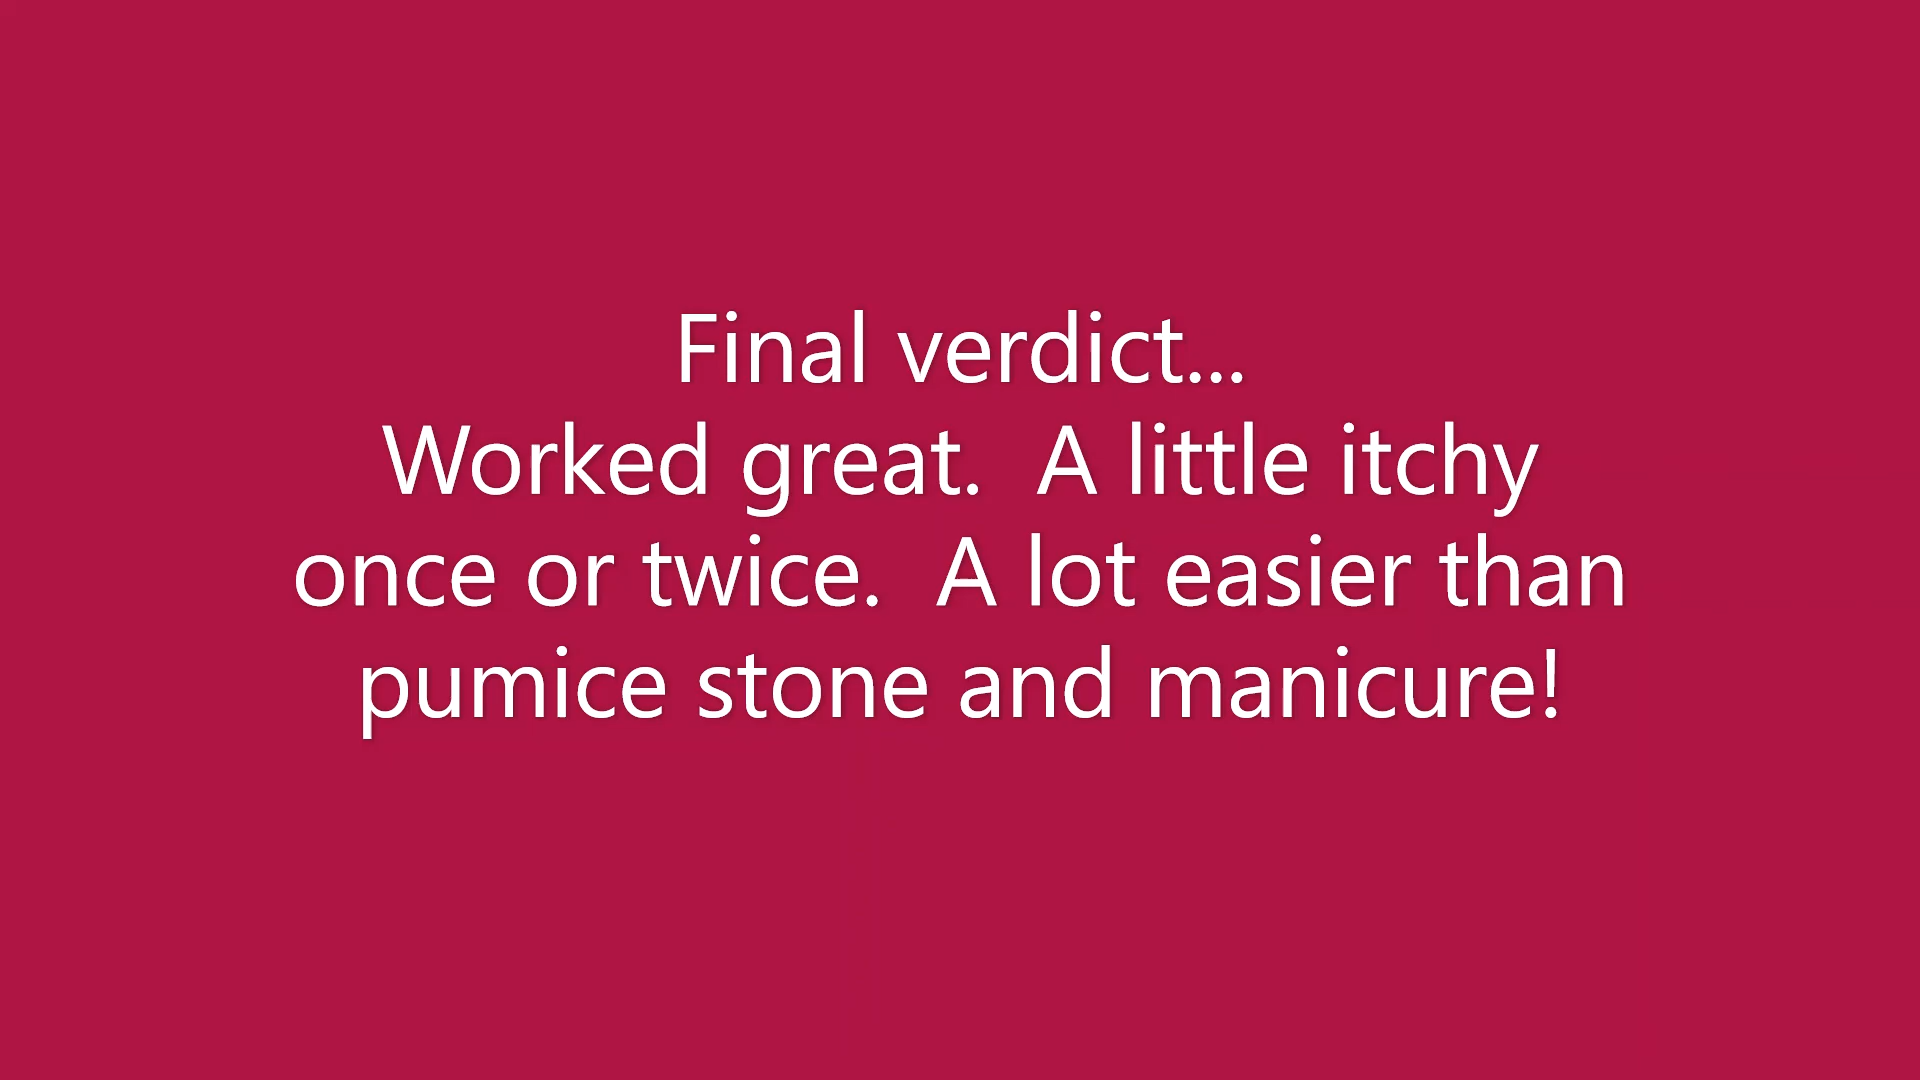 Final verdict...
Worked great.  A little itchy
once or twice.  A lot easier than
pumice stone and manicure!